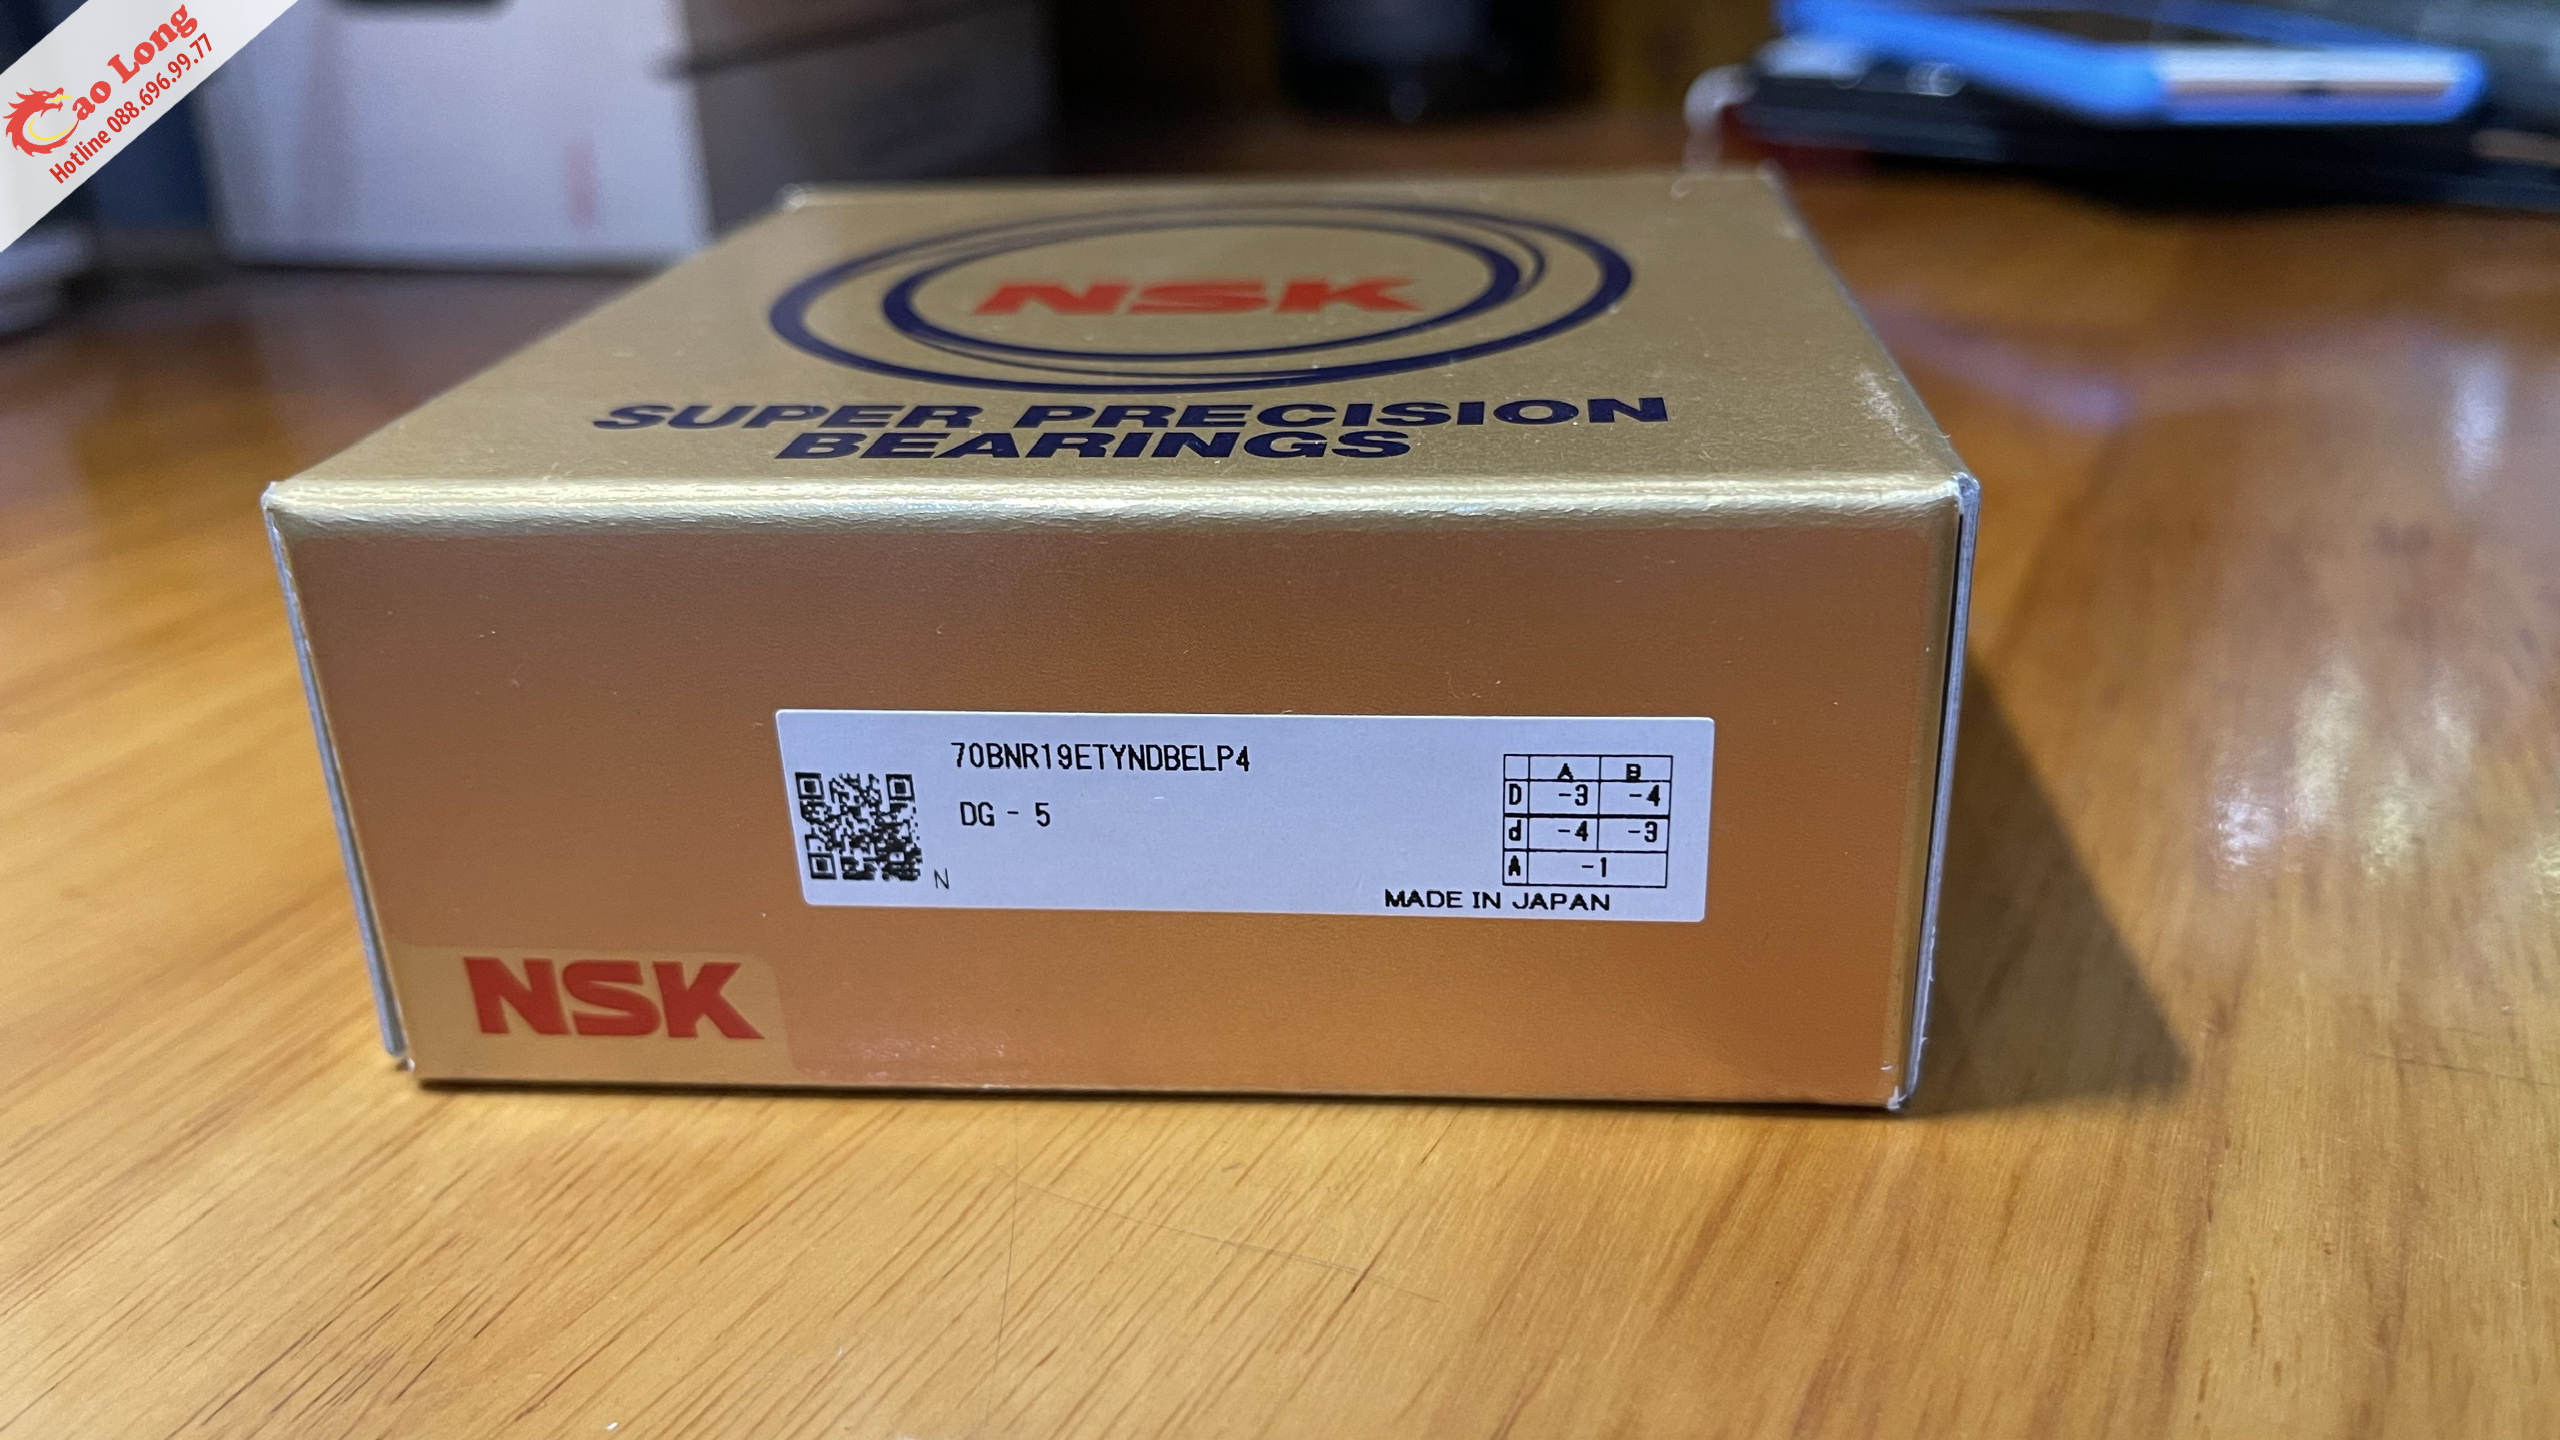 Cao Long
Hotline 088.696.99.77
NSK
SUPER PRECISION
BEARINGS
70BNR19ETYNDBELP4
DG - 5
N
A B
D -3 -4
d -4 -3
A -1
MADE IN JAPAN
NSK